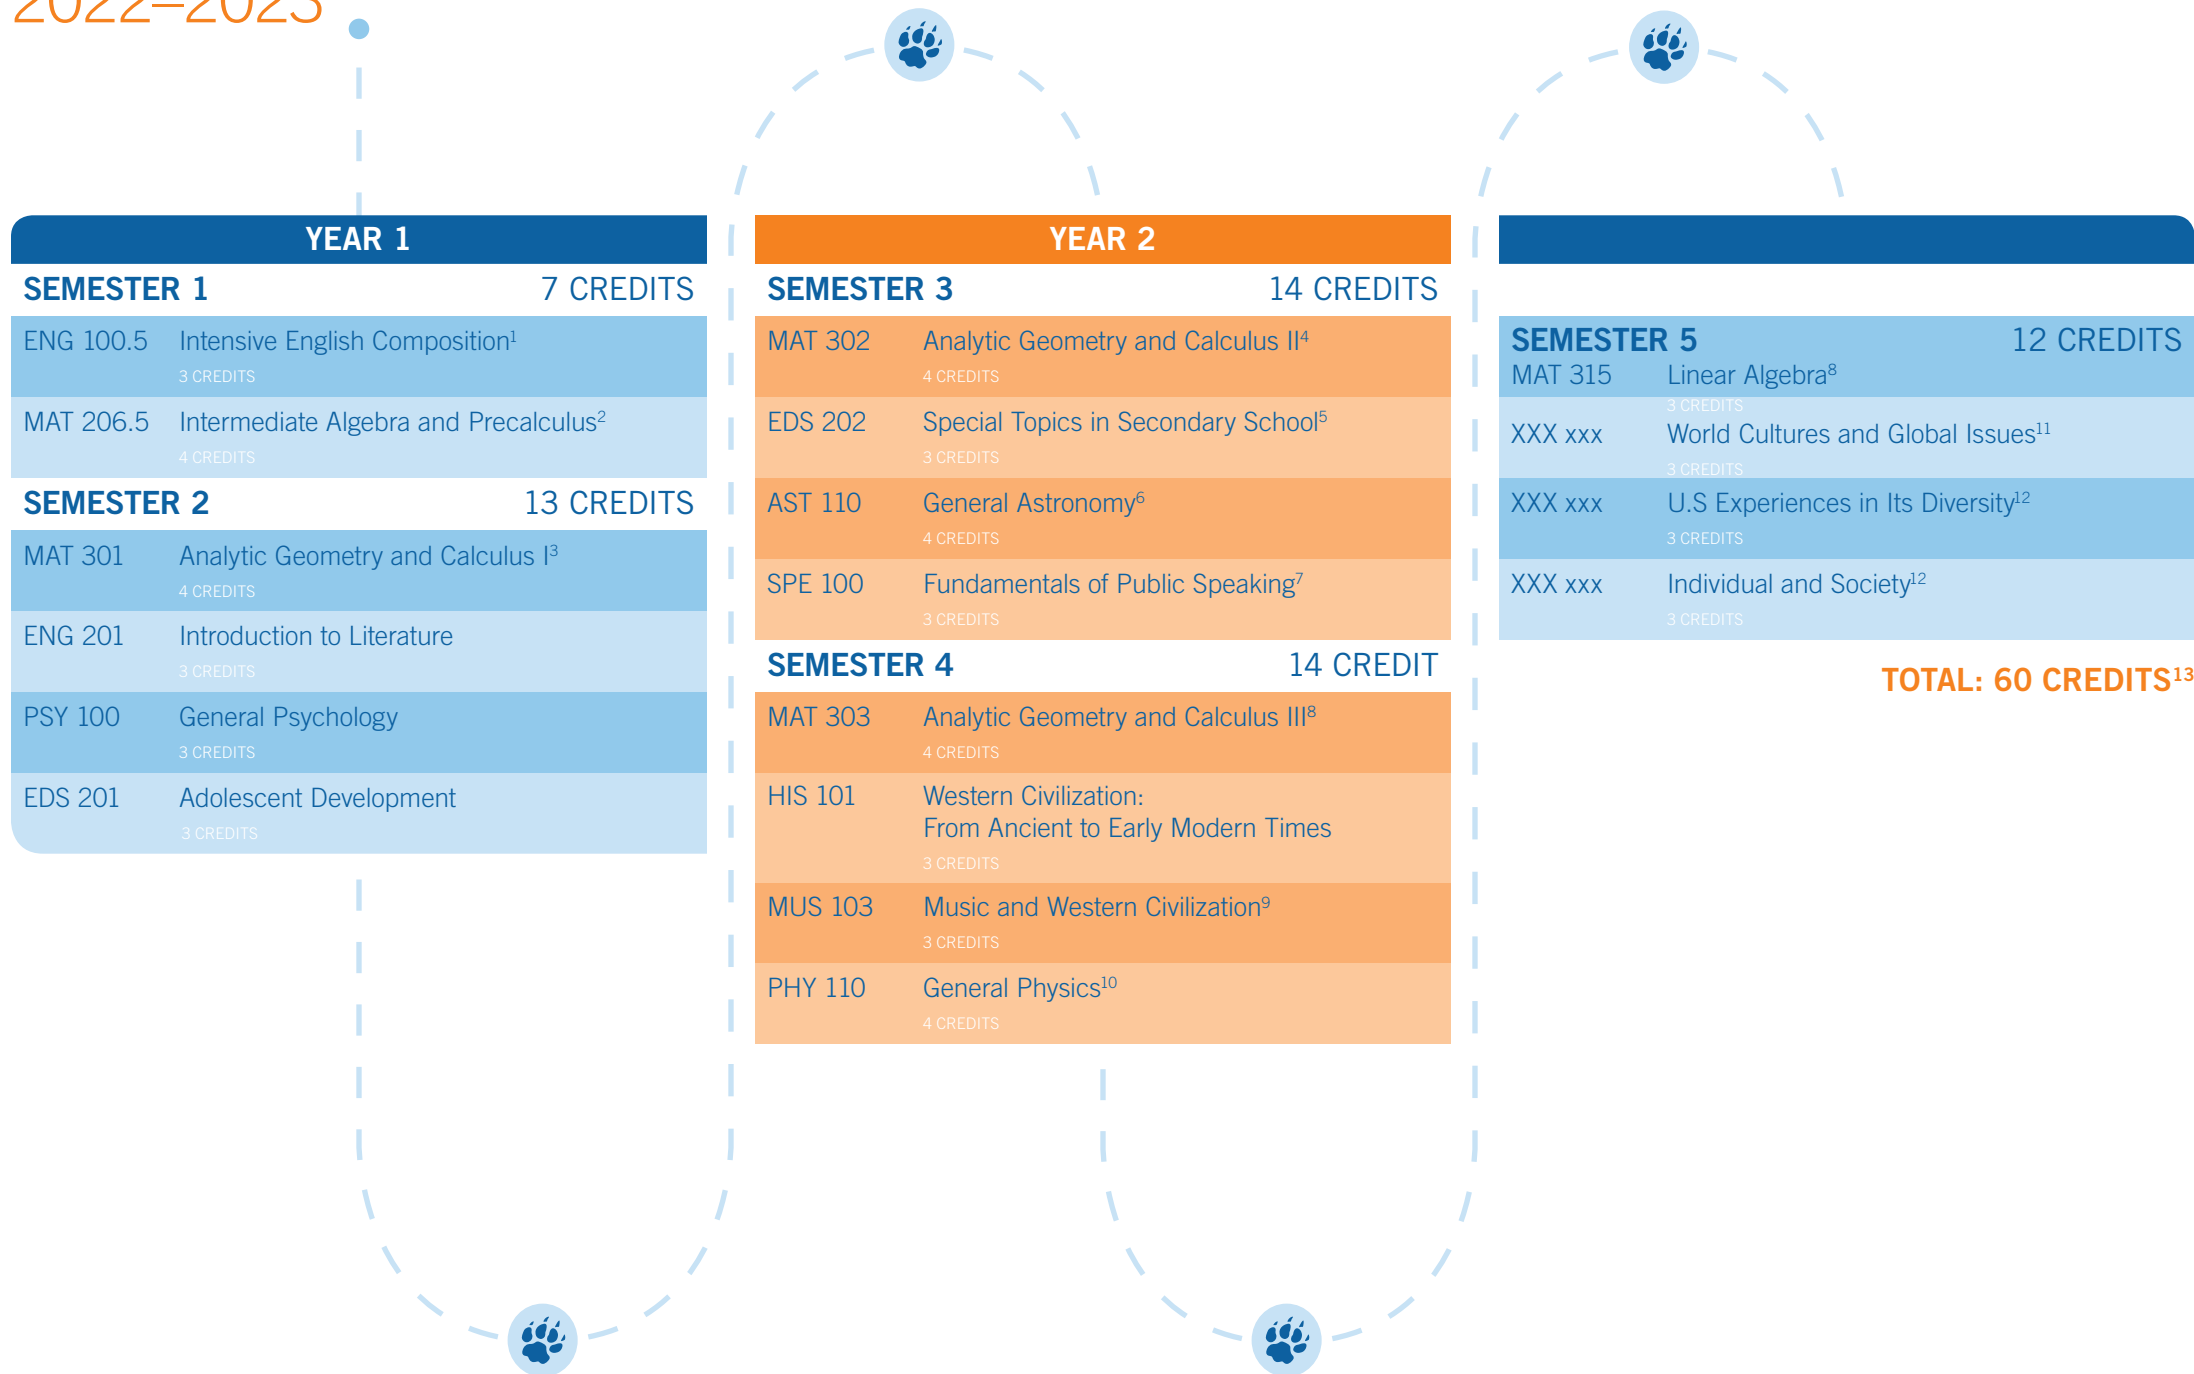 2022–2023
YEAR 1
SEMESTER 1 7 CREDITS
ENG 100.5 Intensive English Composition1
3 CREDITS
MAT 206.5 Intermediate Algebra and Precalculus2
4 CREDITS
SEMESTER 2 13 CREDITS
MAT 301 Analytic Geometry and Calculus I3
4 CREDITS
ENG 201 Introduction to Literature
3 CREDITS
PSY 100 General Psychology
3 CREDITS
EDS 201 Adolescent Development
3 CREDITS
YEAR 2
SEMESTER 3 14 CREDITS
MAT 302 Analytic Geometry and Calculus II4
4 CREDITS
EDS 202 Special Topics in Secondary School5
3 CREDITS
AST 110 General Astronomy6
4 CREDITS
SPE 100 Fundamentals of Public Speaking7
3 CREDITS
SEMESTER 4 14 CREDIT
MAT 303 Analytic Geometry and Calculus III8
4 CREDITS
HIS 101 Western Civilization:
From Ancient to Early Modern Times
3 CREDITS
MUS 103 Music and Western Civilization9
3 CREDITS
PHY 110 General Physics10
4 CREDITS
SEMESTER 5 12 CREDITS
MAT 315 Linear Algebra8
3 CREDITS
XXX xxx World Cultures and Global Issues11
3 CREDITS
XXX xxx U.S Experiences in Its Diversity12
3 CREDITS
XXX xxx Individual and Society12
3 CREDITS
TOTAL: 60 CREDITS13